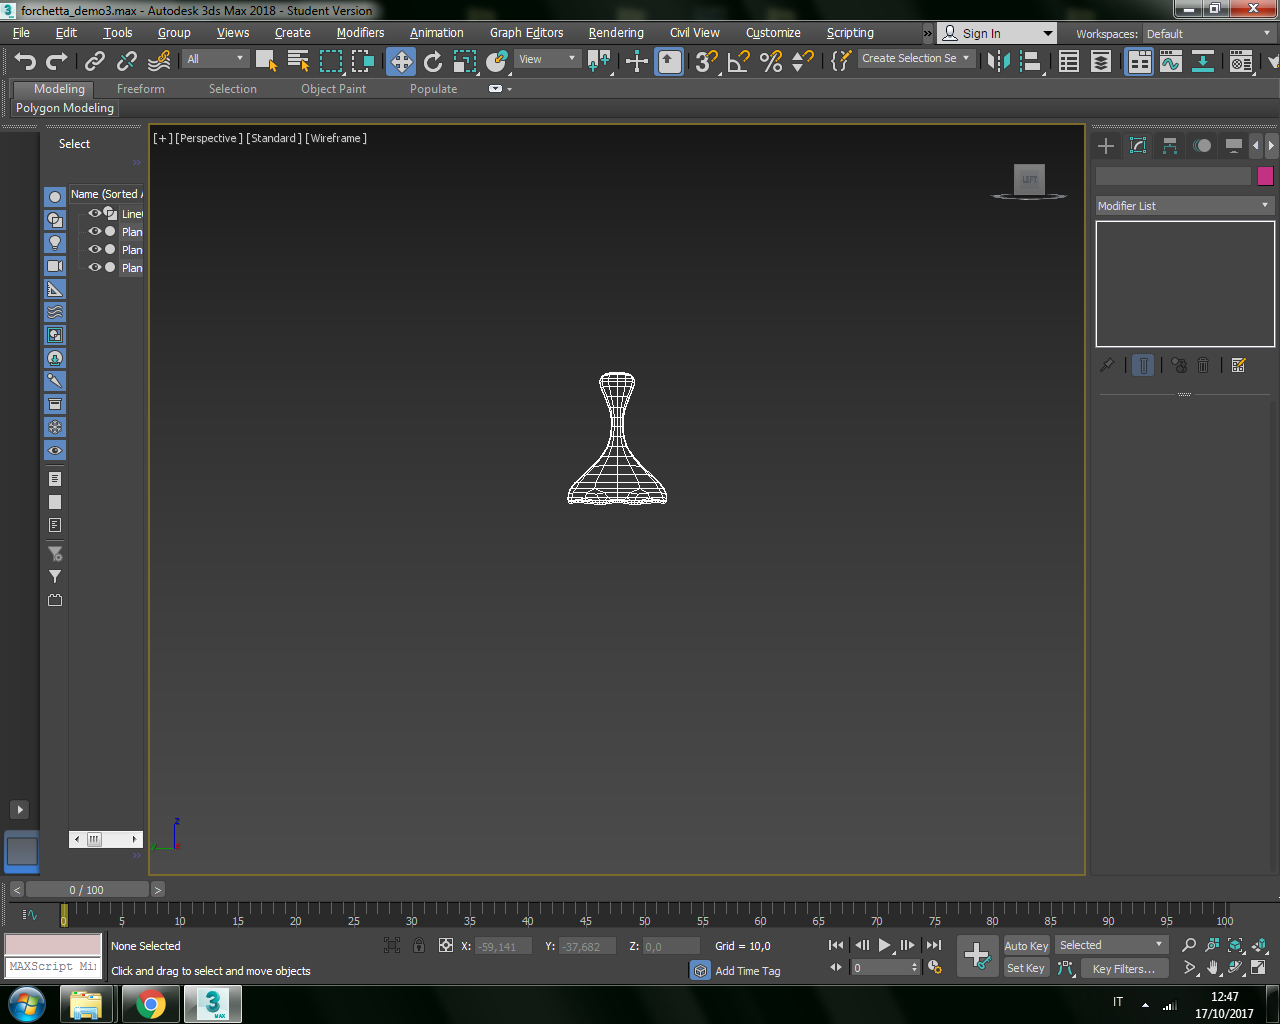 forchetta_demo3.max - Autodesk 3ds Max 2018 - Student Version
File Edit Tools Group Views Create Modifiers Animation Graph Editors Rendering Civil View Customize Scripting
Sign In
Workspaces: Default
All
View
Create Selection Se
Modeling Freeform Selection Object Paint Populate
Polygon Modeling
Select
Name (Sorted A
Line
Plan
Plan
Plan
[+] [Perspective] [Standard] [Wireframe]
LEFT
Modifier List
z
0 / 100
0 5 10 15 20 25 30 35 40 45 50 55 60 65 70 75 80 85 90 95 100
None Selected
X: -59,141 Y: -37,682 Z: 0,0 Grid = 10,0
Auto Key Selected
MAXScript Mi
Click and drag to select and move objects
Add Time Tag
0
Set Key Key Filters...
3
MAX
IT
12:47
17/10/2017